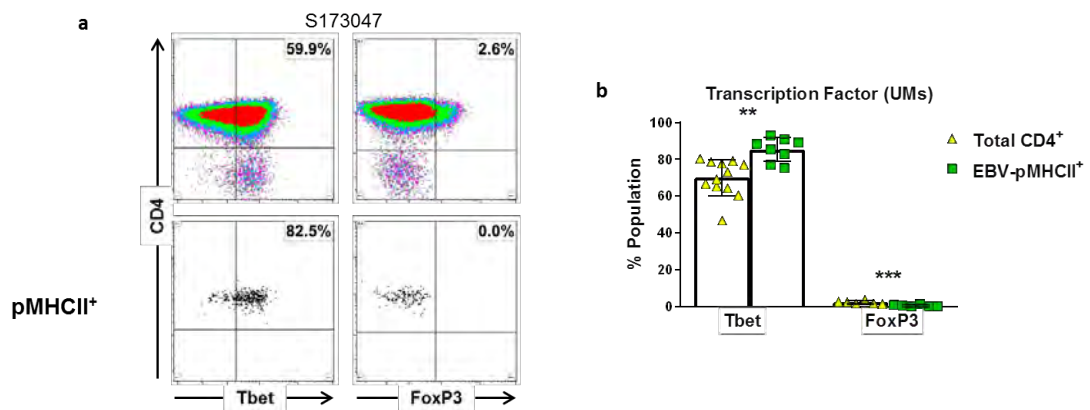 a
S173047
59.9%
2.6%
CD4
82.5%
0.0%
pMHCII⁺
Tbet
FoxP3
b
Transcription Factor (UMs)
**
% Population
100
80
60
40
20
0
***
Tbet
FoxP3
Total CD4⁺
EBV-pMHCII⁺